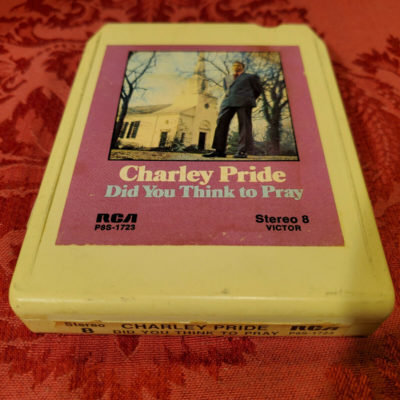 Charley Pride
Did You Think to Pray
RCA
P8S-1723
Stereo 8
VICTOR
Stereo
8
CHARLEY PRIDE
DID YOU THINK TO PRAY
RCA
P8S-1723